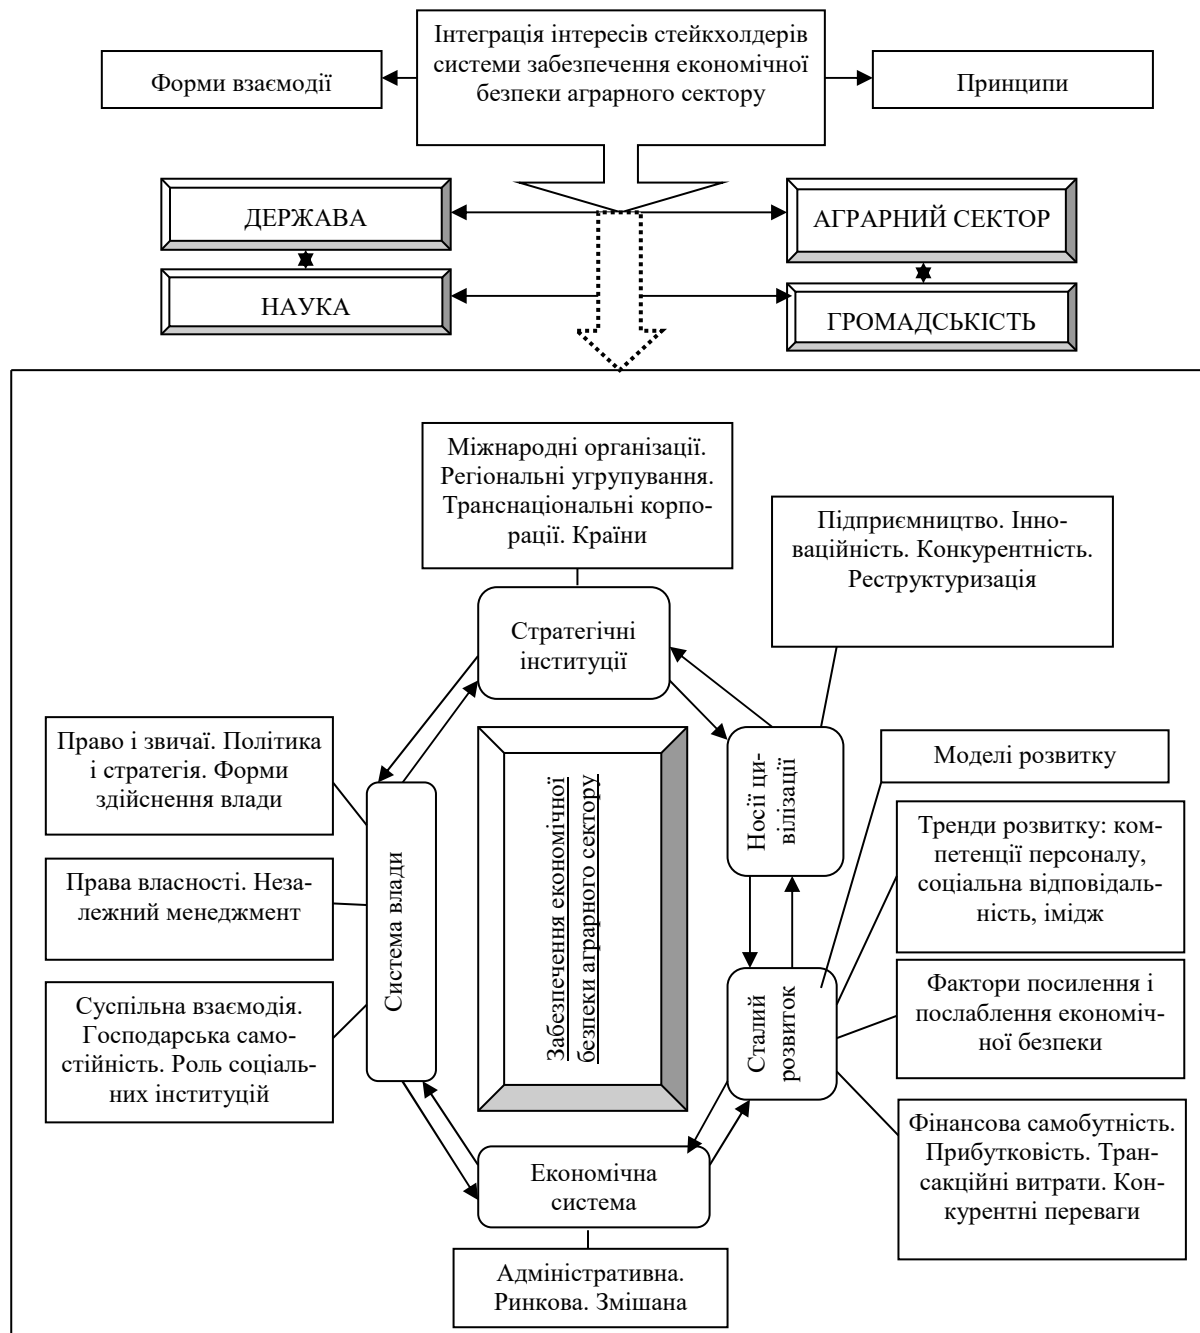 Інтеграція інтересів стейкхолдерів
системи забезпечення економічної
безпеки аграрного сектору
Форми взаємодії
Принципи
ДЕРЖАВА
АГРАРНИЙ СЕКТОР
НАУКА
ГРОМАДСЬКІСТЬ
Міжнародні організації.
Регіональні угрупування.
Транснаціональні корпо-
рації. Країни
Підприємництво. Інно-
ваційність. Конкурентність.
Реструктуризація
Стратегічні
інституції
Право і звичаї. Політика
і стратегія. Форми
здійснення влади
Права власності. Неза-
лежний менеджмент
Суспільна взаємодія.
Господарська само-
стійність. Роль соціаль-
них інституцій
Система влади
Забезпечення економічної
безпеки аграрного сектору
Носії ци-
вілізації
Сталий
розвиток
Моделі розвитку
Тренди розвитку: ком-
петенції персоналу,
соціальна відповідаль-
ність, імідж
Фактори посилення і
послаблення економіч-
ної безпеки
Фінансова самобутність.
Прибутковість. Тран-
сакційні витрати. Кон-
курентні переваги
Економічна
система
Адміністративна.
Ринкова. Змішана